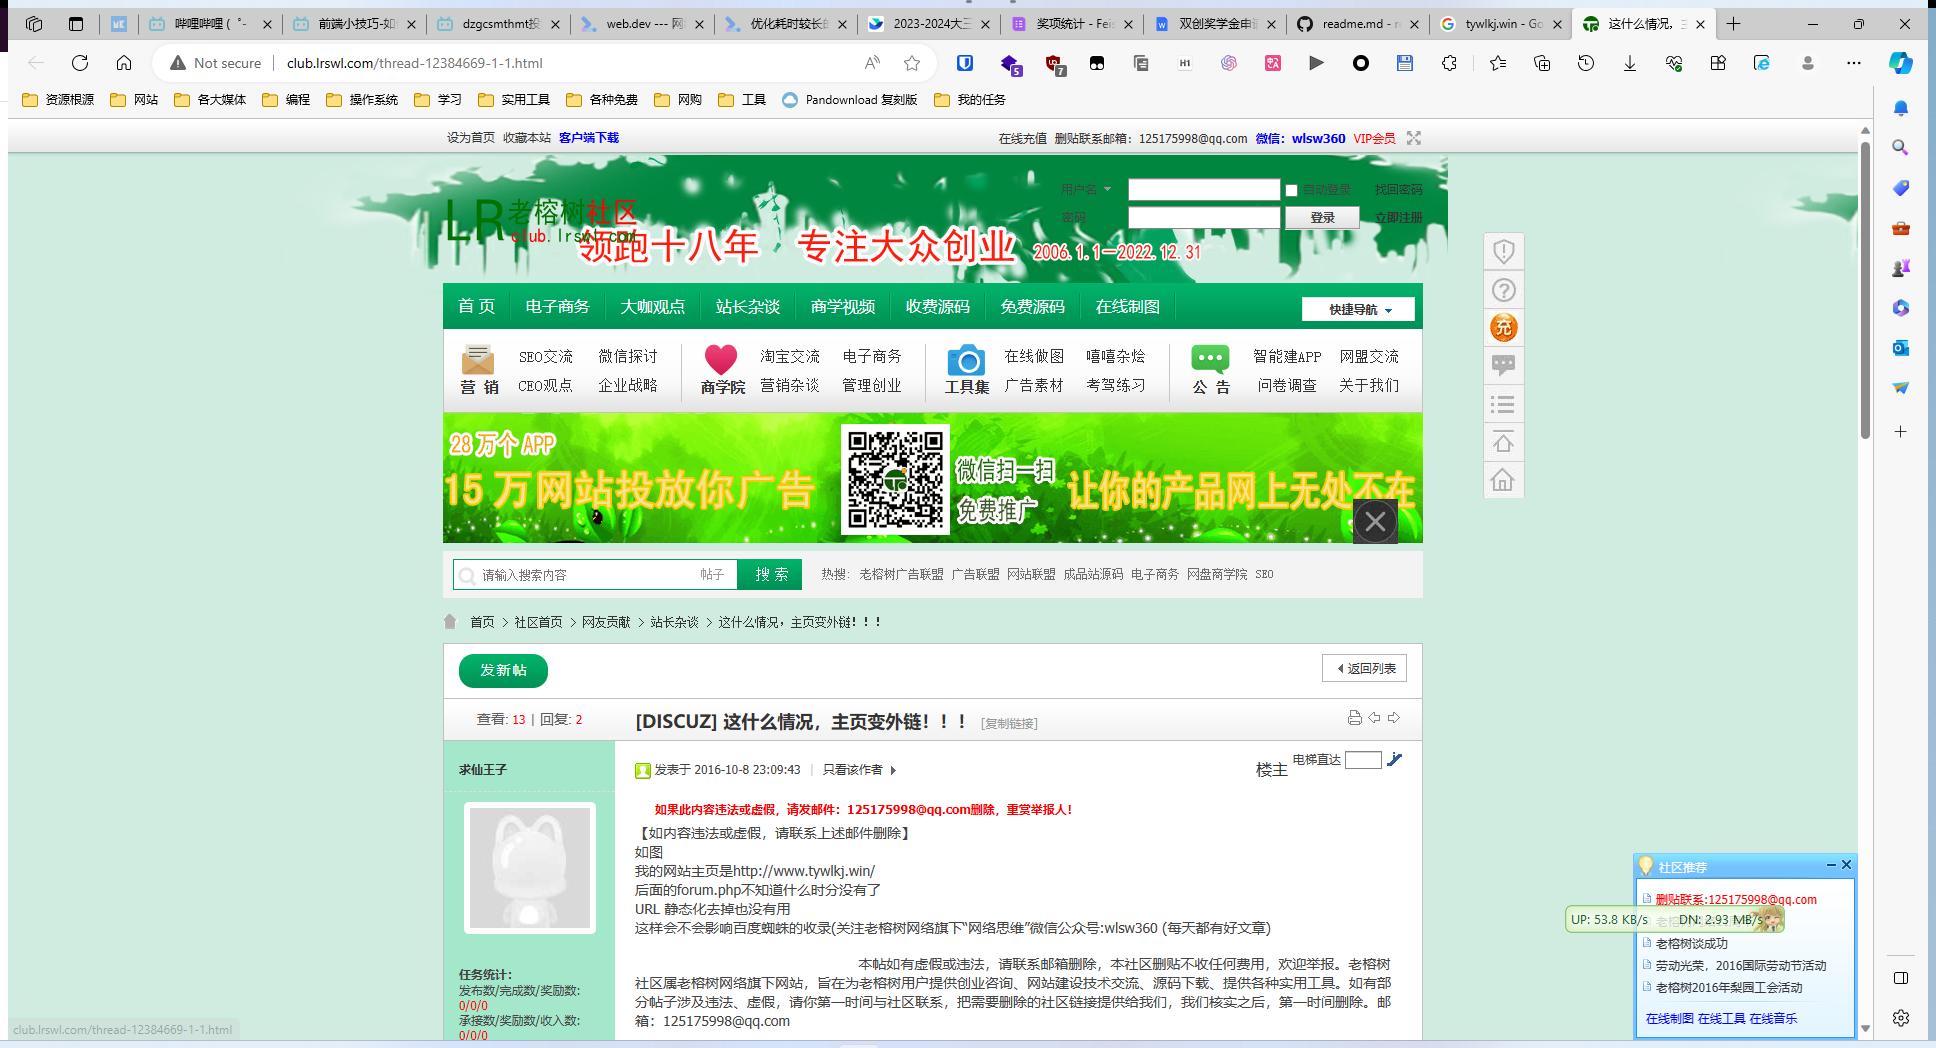 哔哩哔哩 ( ゜-
前端小技巧-如
dzgcsmthmt投
web.dev --- 网
优化耗时较长的
2023-2024大三
奖项统计 - Feis
双创奖学金申请
readme.md - r
tywlkj.win - Go
这什么情况，主
Not secure
club.lrswl.com/thread-12384669-1-1.html
资源根源
网站
各大媒体
编程
操作系统
学习
实用工具
各种免费
网购
工具
Pandownload 复刻版
我的任务
设为首页 收藏本站 客户端下载
在线充值 删贴联系邮箱：125175998@qq.com 微信：wlsw360 VIP会员
用户名
自动登录
找回密码
密码
登录
立即注册
LR老榕树社区
club.lrswl.com
领跑十八年 专注大众创业 2006.1.1—2022.12.31
首 页
电子商务
大咖观点
站长杂谈
商学视频
收费源码
免费源码
在线制图
快捷导航
营 销
SEO交流 微信探讨
CEO观点 企业战略
商学院
淘宝交流 电子商务
营销杂谈 管理创业
工具集
在线做图 嘻嘻杂烩
广告素材 考驾练习
公 告
智能建APP 网盟交流
问卷调查 关于我们
充
28 万个 APP
15 万网站投放你广告
微信扫一扫
免费推广
让你的产品网上无处不在
请输入搜索内容
帖子
搜 索
热搜： 老榕树广告联盟 广告联盟 网站联盟 成品站源码 电子商务 网盘商学院 SEO
首页 > 社区首页 > 网友贡献 > 站长杂谈 > 这什么情况，主页变外链！！！
发新帖
返回列表
查看: 13 | 回复: 2
[DISCUZ] 这什么情况，主页变外链！！！ [复制链接]
求仙王子
发表于 2016-10-8 23:09:43 | 只看该作者
楼主
电梯直达
如果此内容违法或虚假，请发邮件：125175998@qq.com删除，重赏举报人！
【如内容违法或虚假，请联系上述邮件删除】
如图
我的网站主页是http://www.tywlkj.win/
后面的forum.php不知道什么时分没有了
URL 静态化去掉也没有用
这样会不会影响百度蜘蛛的收录(关注老榕树网络旗下“网络思维”微信公众号:wlsw360 (每天都有好文章)
本帖如有虚假或违法，请联系邮箱删除，本社区删贴不收任何费用，欢迎举报。老榕树
社区属老榕树网络旗下网站，旨在为老榕树用户提供创业咨询、网站建设技术交流、源码下载、提供各种实用工具。如有部
分帖子涉及违法、虚假，请你第一时间与社区联系，把需要删除的社区链接提供给我们，我们核实之后，第一时间删除。邮
箱：125175998@qq.com
任务统计：
发布数/完成数/奖励数:
0/0/0
承接数/奖励数/收入数:
0/0/0
社区推荐
删贴联系:125175998@qq.com
UP: 53.8 KB/s
DN: 2.93 MB/s
老榕树谈成功
劳动光荣，2016国际劳动节活动
老榕树2016年梨园工会活动
在线制图 在线工具 在线音乐
club.lrswl.com/thread-12384669-1-1.html